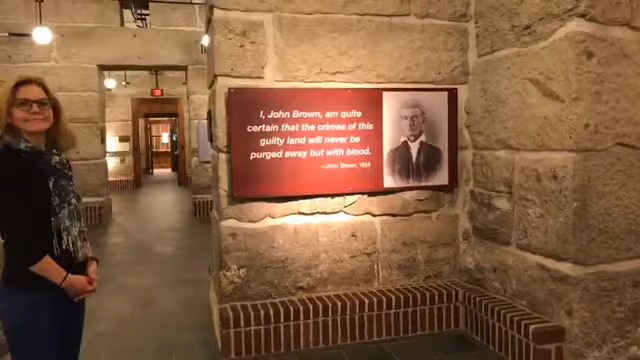 I, John Brown, am quite
certain that the crimes of this
guilty land will never be
purged away but with blood.
—John Brown, 1859